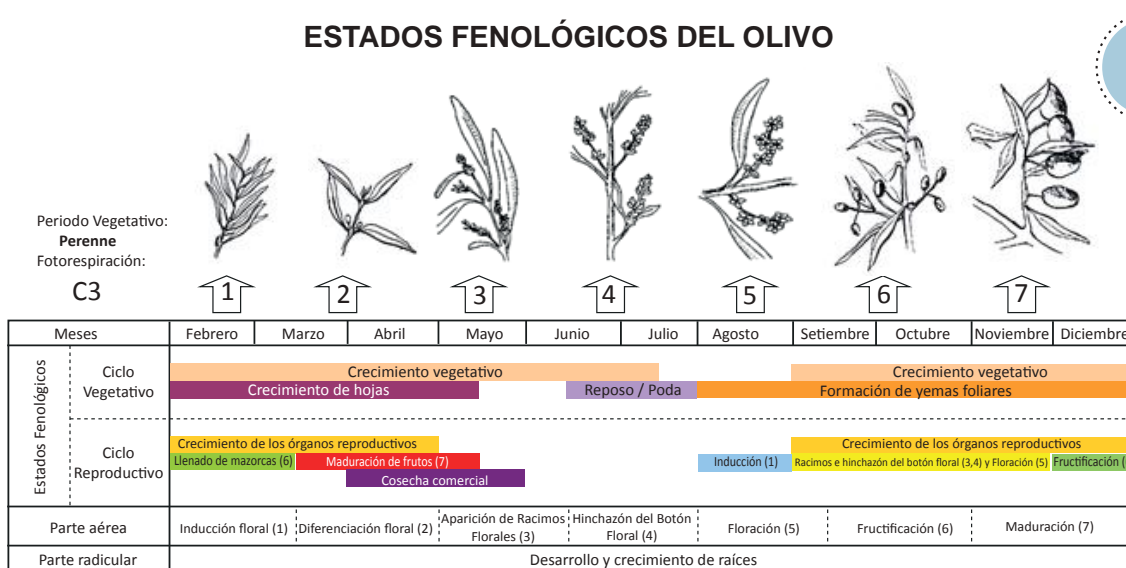 ESTADOS FENOLÓGICOS DEL OLIVO
Periodo Vegetativo:
Perenne
Fotorespiración:
C3
1 2 3 4 5 6 7
Meses Febrero Marzo Abril Mayo Junio Julio Agosto Setiembre Octubre Noviembre Diciembre
Estados Fenológicos
Ciclo
Vegetativo
Crecimiento vegetativo Crecimiento vegetativo
Crecimiento de hojas Reposo / Poda Formación de yemas foliares
Ciclo
Reproductivo
Crecimiento de los órganos reproductivos Crecimiento de los órganos reproductivos
Llenado de mazorcas (6) Maduración de frutos (7) Inducción (1) Racimos e hinchazón del botón floral (3,4) y Floración (5) Fructificación (
Cosecha comercial
Parte aérea Inducción floral (1) Diferenciación floral (2) Aparición de Racimos
Florales (3) Hinchazón del Botón
Floral (4) Floración (5) Fructificación (6) Maduración (7)
Parte radicular Desarrollo y crecimiento de raíces